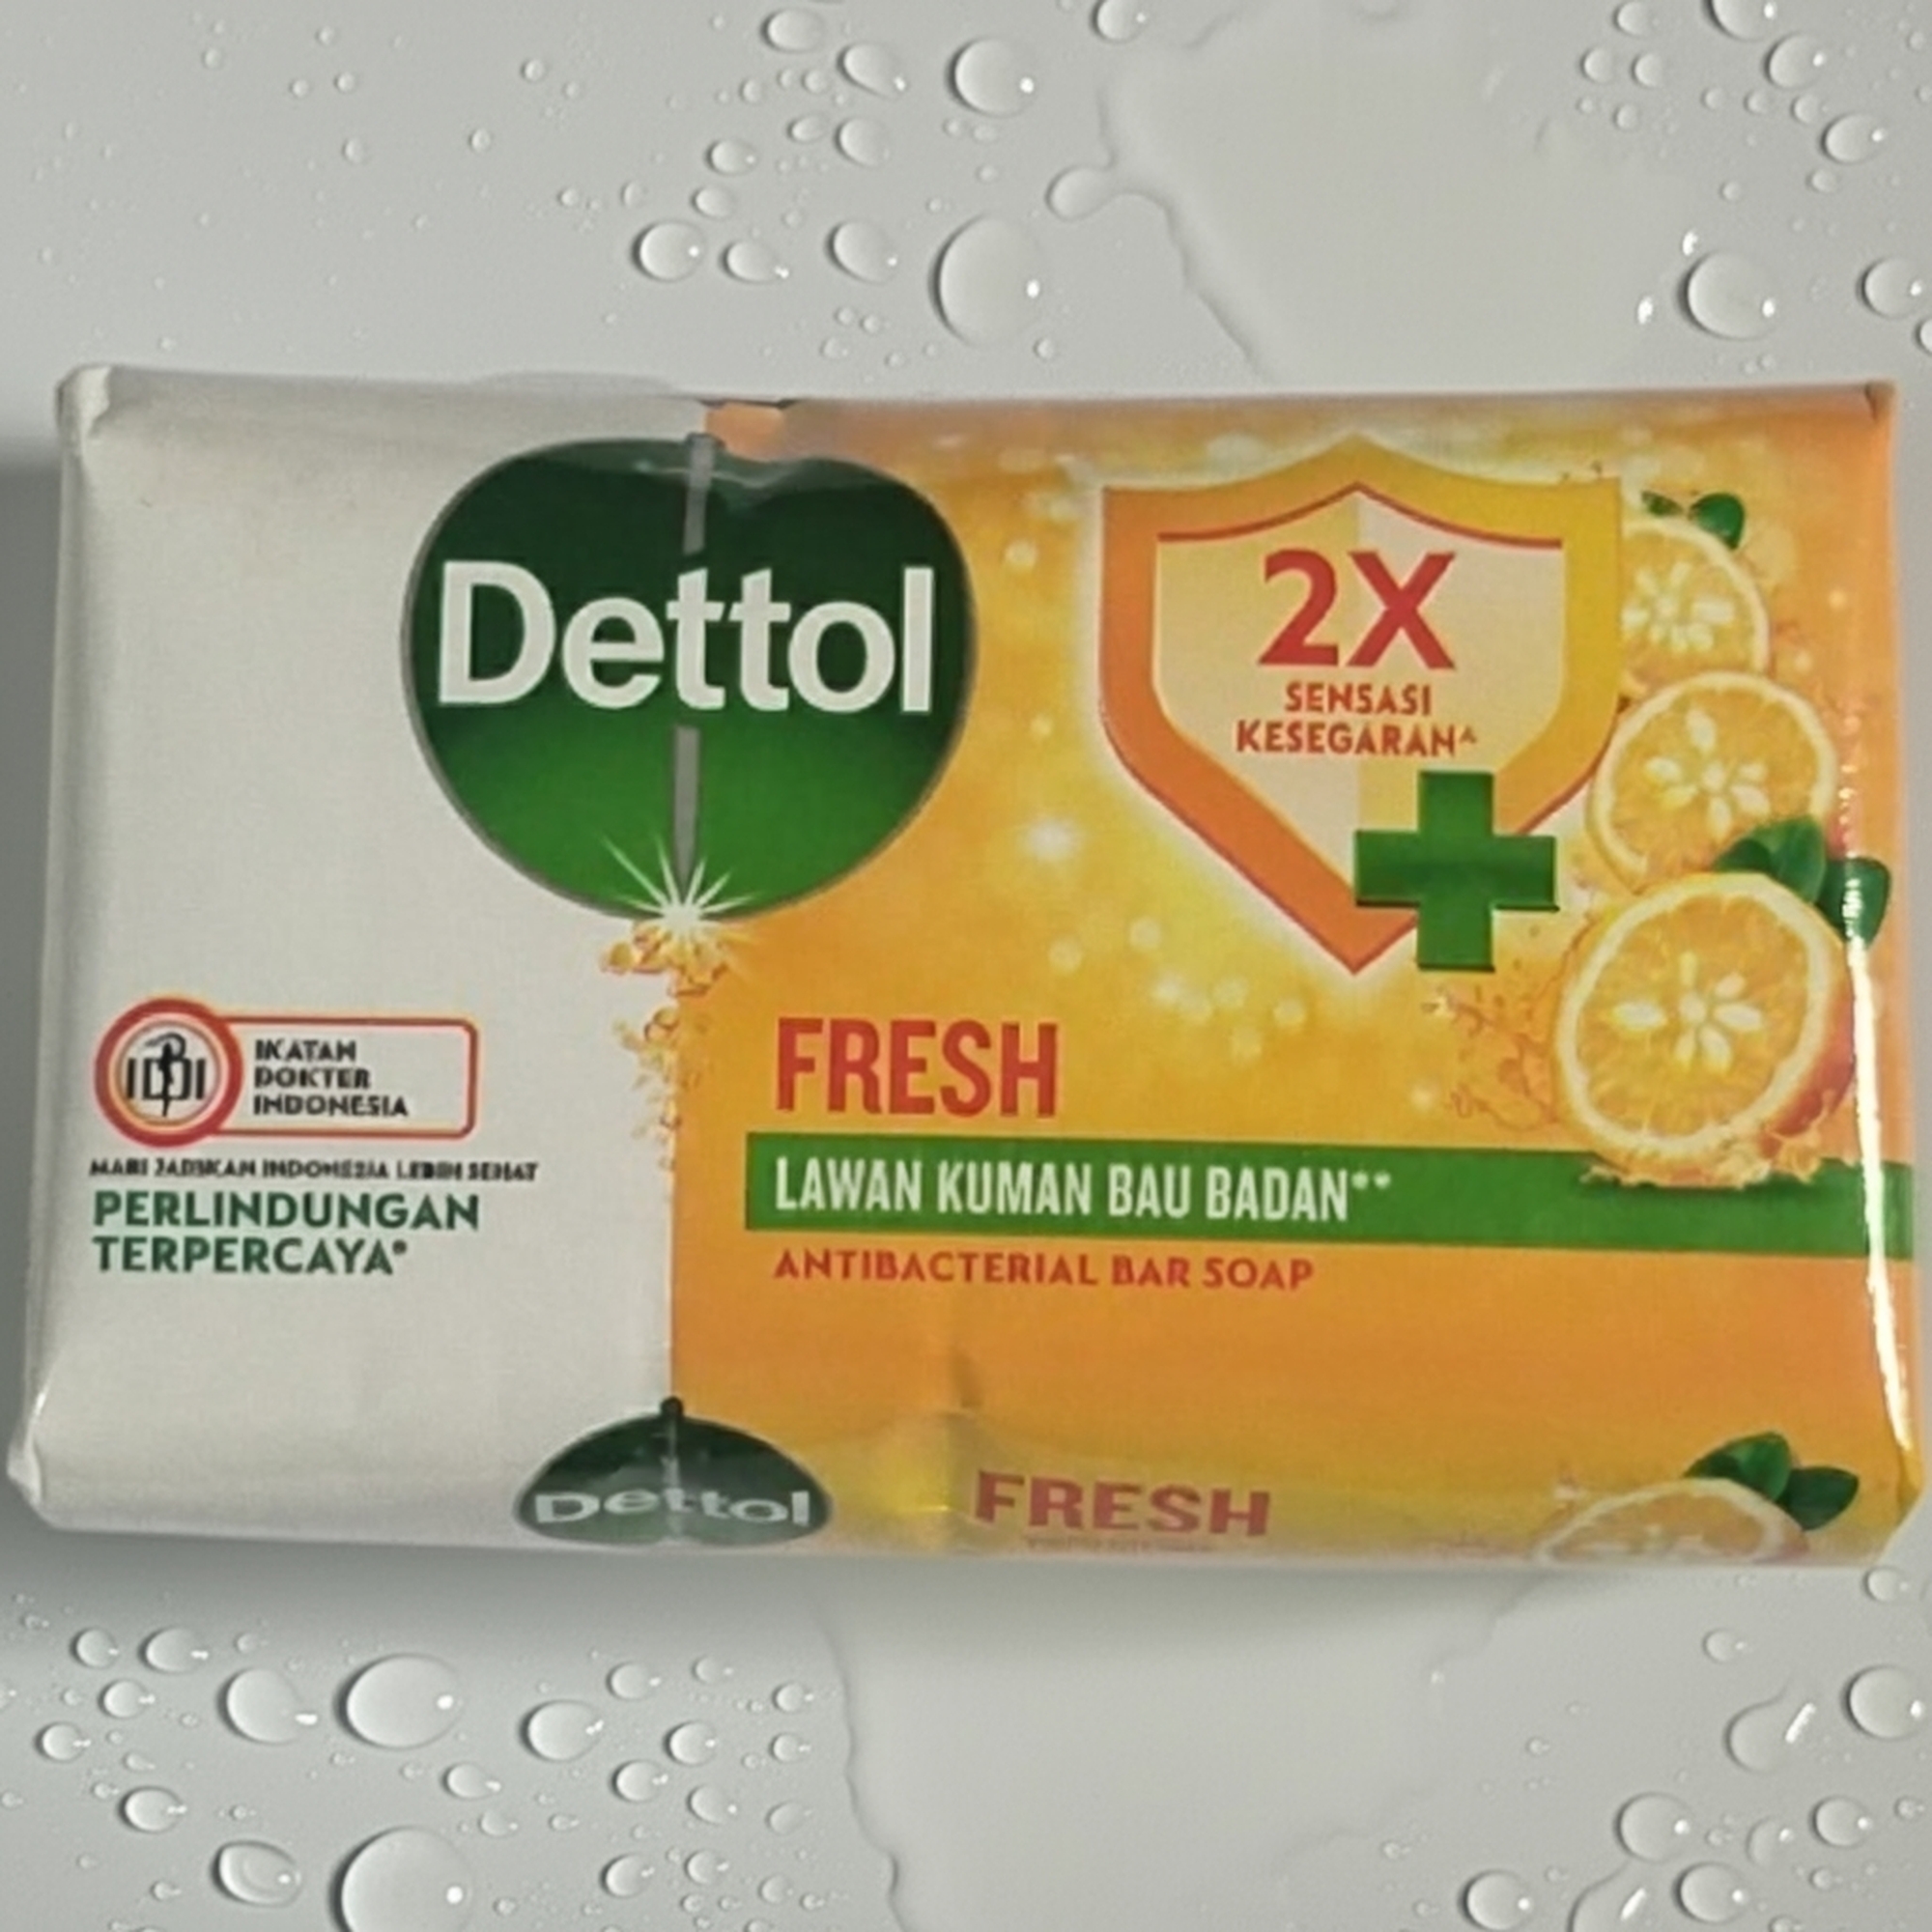 Dettol
2X
SENSASI
KESEGARAN^
IDI
IKATAN
DOKTER
INDONESIA
MARI JADIKAN INDONESIA LEBIH SEHAT
PERLINDUNGAN
TERPERCAYA*
FRESH
LAWAN KUMAN BAU BADAN**
ANTIBACTERIAL BAR SOAP
Dettol
FRESH